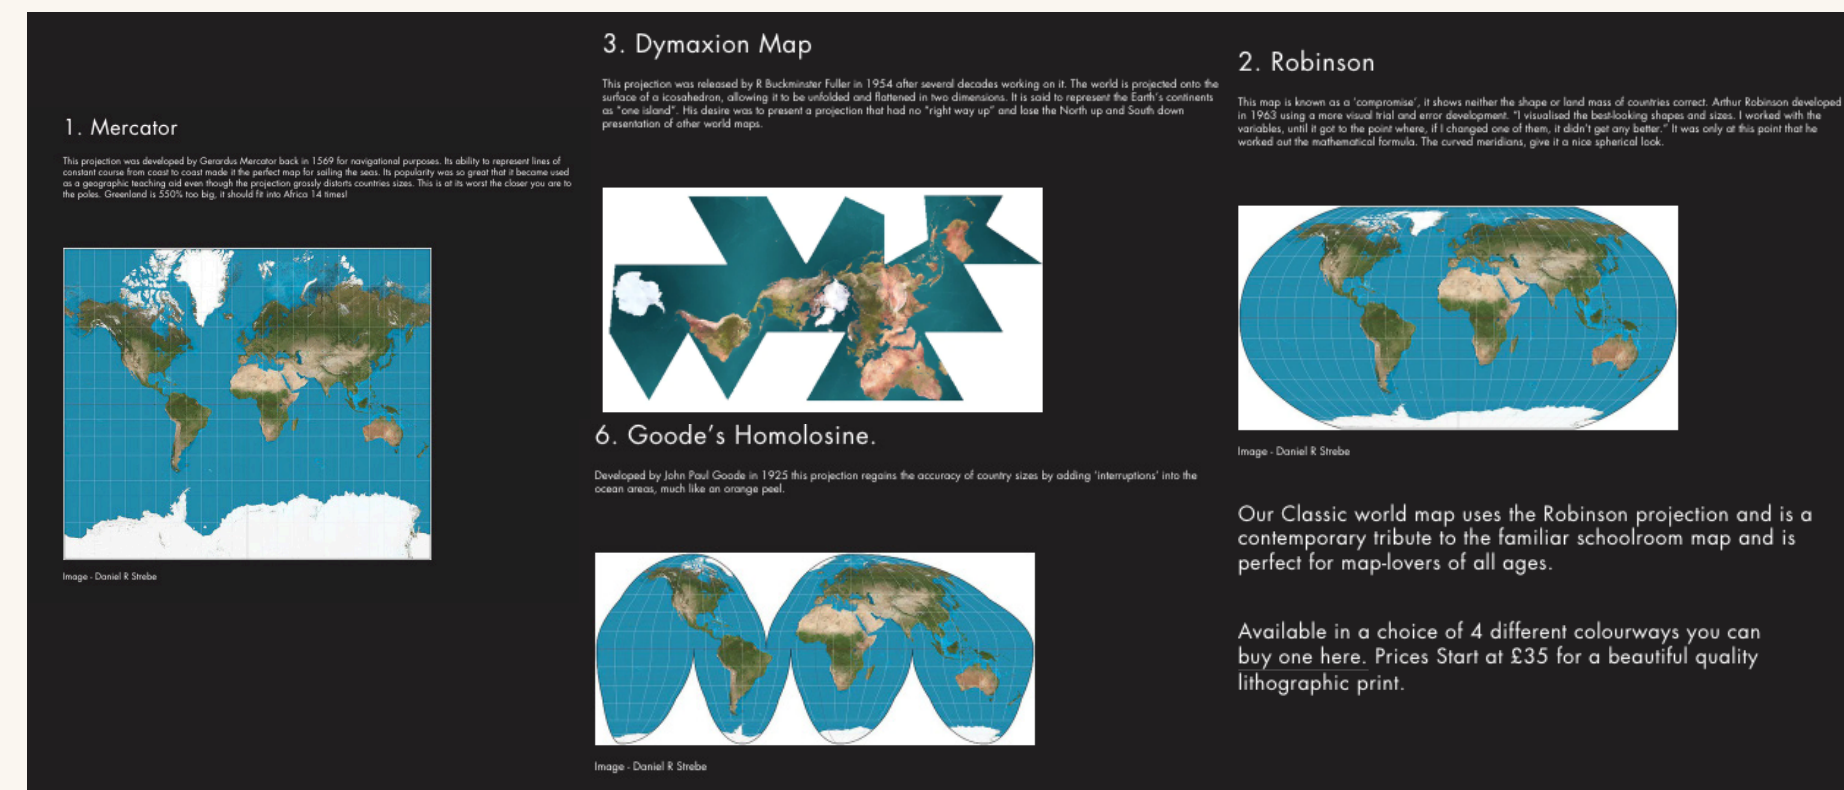 1. Mercator
This projection was developed by Gerardus Mercator back in 1569 for navigational purposes. Its ability to represent lines of
constant course from coast to coast made it the perfect map for sailing the seas. Its popularity was so great that it became used
as a geographic teaching aid even though the projection grossly distorts countries sizes. This is at its worst the closer you are to
the poles. Greenland is 550% too big, it should fit into Africa 14 times!
Image - Daniel R Strebe
3. Dymaxion Map
This projection was released by R Buckminster Fuller in 1954 after several decades working on it. The world is projected onto the
surface of a icosahedron, allowing it to be unfolded and flattened in two dimensions. It is said to represent the Earth's continents
as "one island". His desire was to present a projection that had no "right way up" and lose the North up and South down
presentation of other world maps.
6. Goode's Homolosine.
Developed by John Paul Goode in 1925 this projection regains the accuracy of country sizes by adding 'interruptions' into the
ocean areas, much like an orange peel.
Image - Daniel R Strebe
2. Robinson
This map is known as a 'compromise', it shows neither the shape or land mass of countries correct. Arthur Robinson developed
in 1963 using a more visual trial and error development. "I visualised the best-looking shapes and sizes. I worked with the
variables, until it got to the point where, if I changed one of them, it didn't get any better." It was only at this point that he
worked out the mathematical formula. The curved meridians, give it a nice spherical look.
Image - Daniel R Strebe
Our Classic world map uses the Robinson projection and is a
contemporary tribute to the familiar schoolroom map and is
perfect for map-lovers of all ages.
Available in a choice of 4 different colourways you can
buy one here. Prices Start at £35 for a beautiful quality
lithographic print.